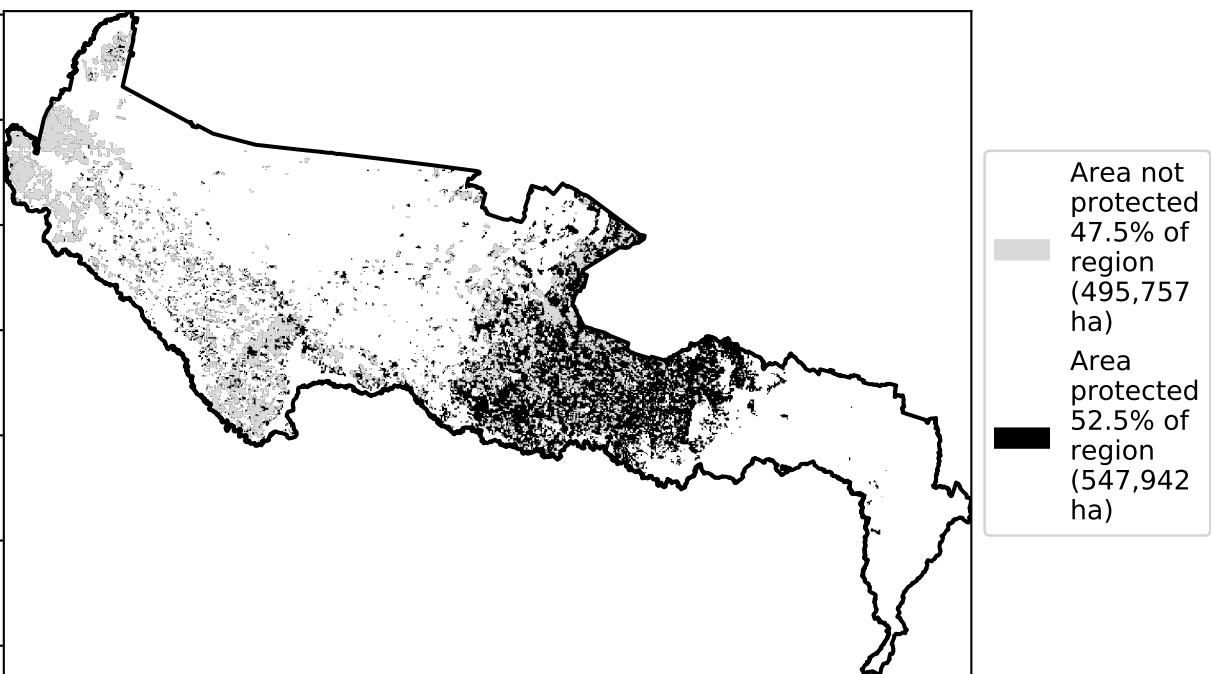 Area not
protected
47.5% of
region
(495,757
ha)
Area
protected
52.5% of
region
(547,942
ha)